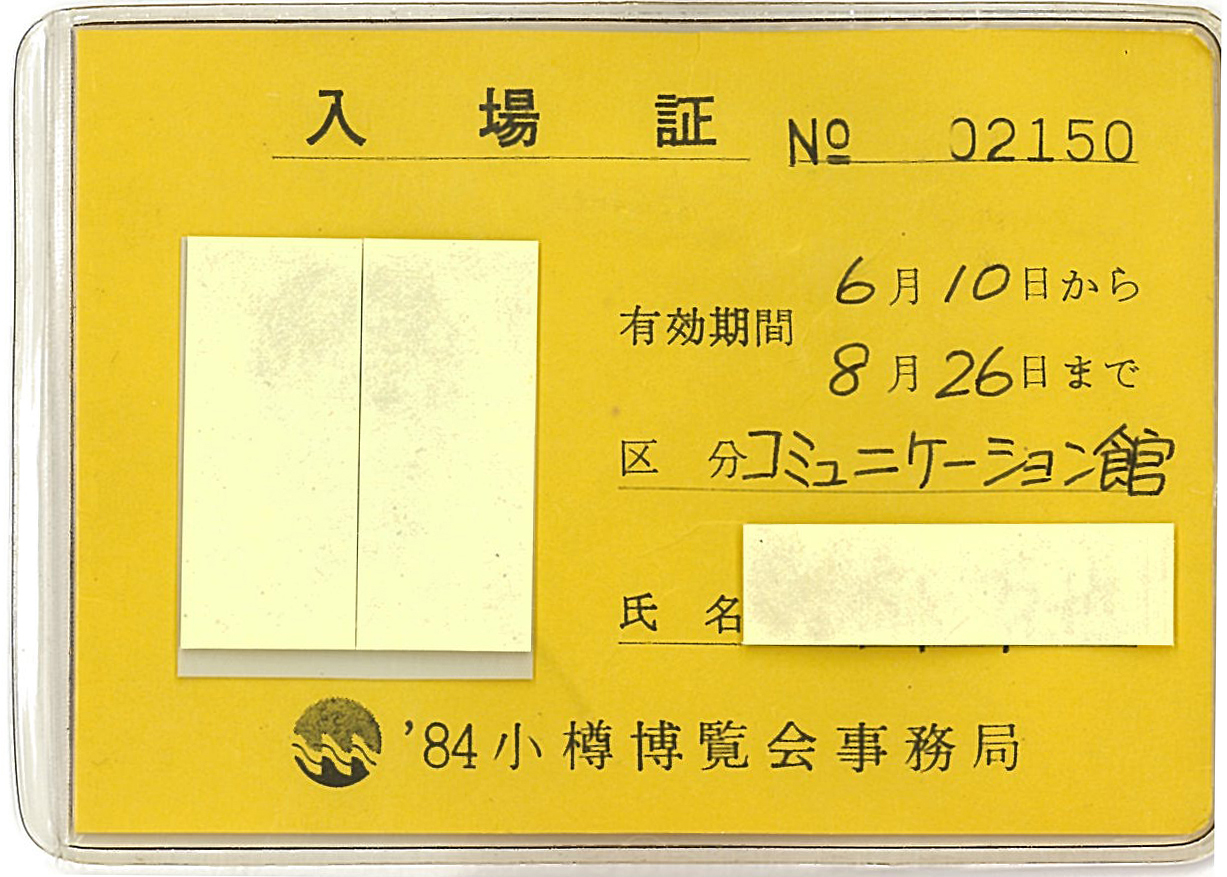 入場証 № 02150
有効期間 6月10日から
8月26日まで
区 分 コミュニケーション館
氏 名
'84小樽博覧会事務局